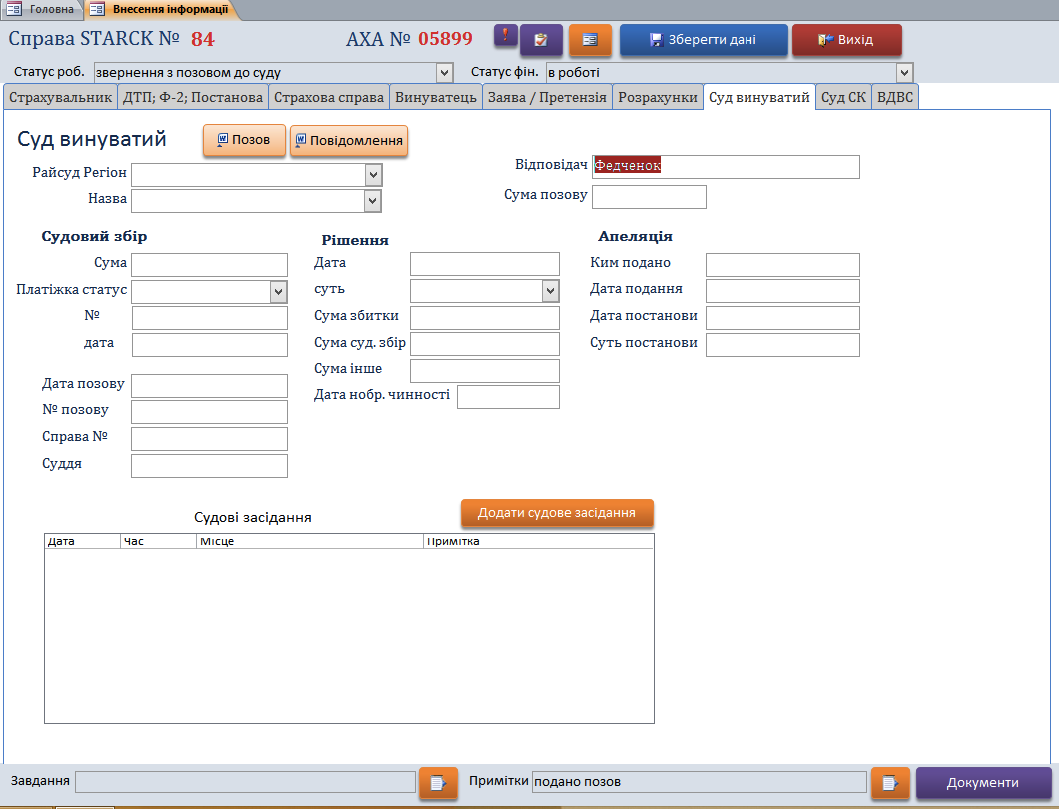 Головна Внесення інформації
Справа STARCK № 84 AXA № 05899 ! Зберегти дані Вихід
Статус роб. звернення з позовом до суду Статус фін. в роботі
Страхувальник ДТП; Ф-2; Постанова Страхова справа Винуватець Заява / Претензія Розрахунки Суд винуватий Суд СК ВДВС
Суд винуватий Позов Повідомлення
Райсуд Регіон Відповідач Федченок
Назва Сума позову
Судовий збір Рішення Апеляція
Сума Дата Ким подано
Платіжка статус суть Дата подання
№ Сума збитки Дата постанови
дата Сума суд. збір Суть постанови
Сума інше
Дата позову Дата нобр. чинності
№ позову
Справа №
Суддя
Судові засідання Додати судове засідання
Дата Час Місце Примітка
Завдання Примітки подано позов Документи